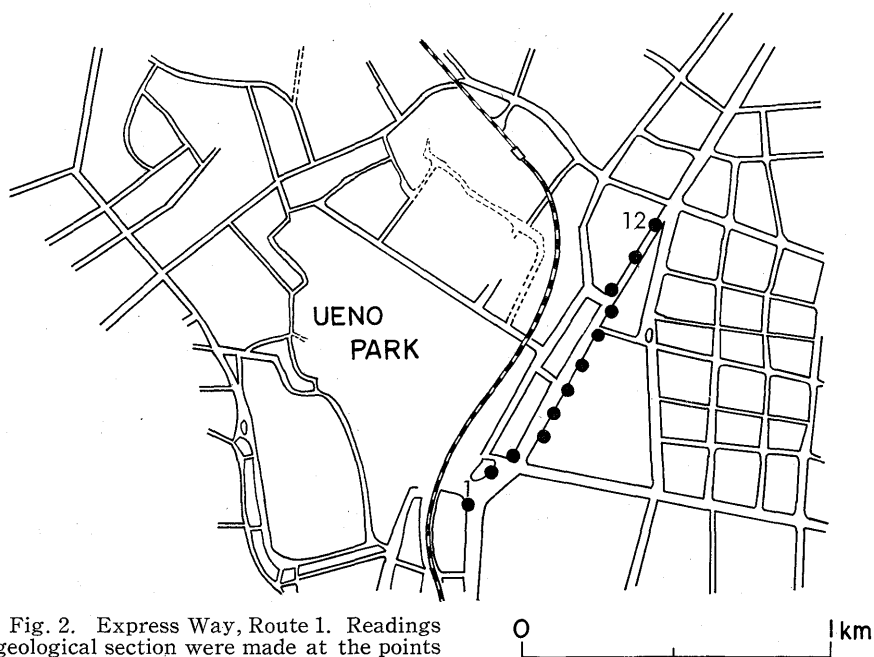 12
UENO
PARK
1
Fig. 2. Express Way, Route 1. Readings
geological section were made at the points
0
1 km